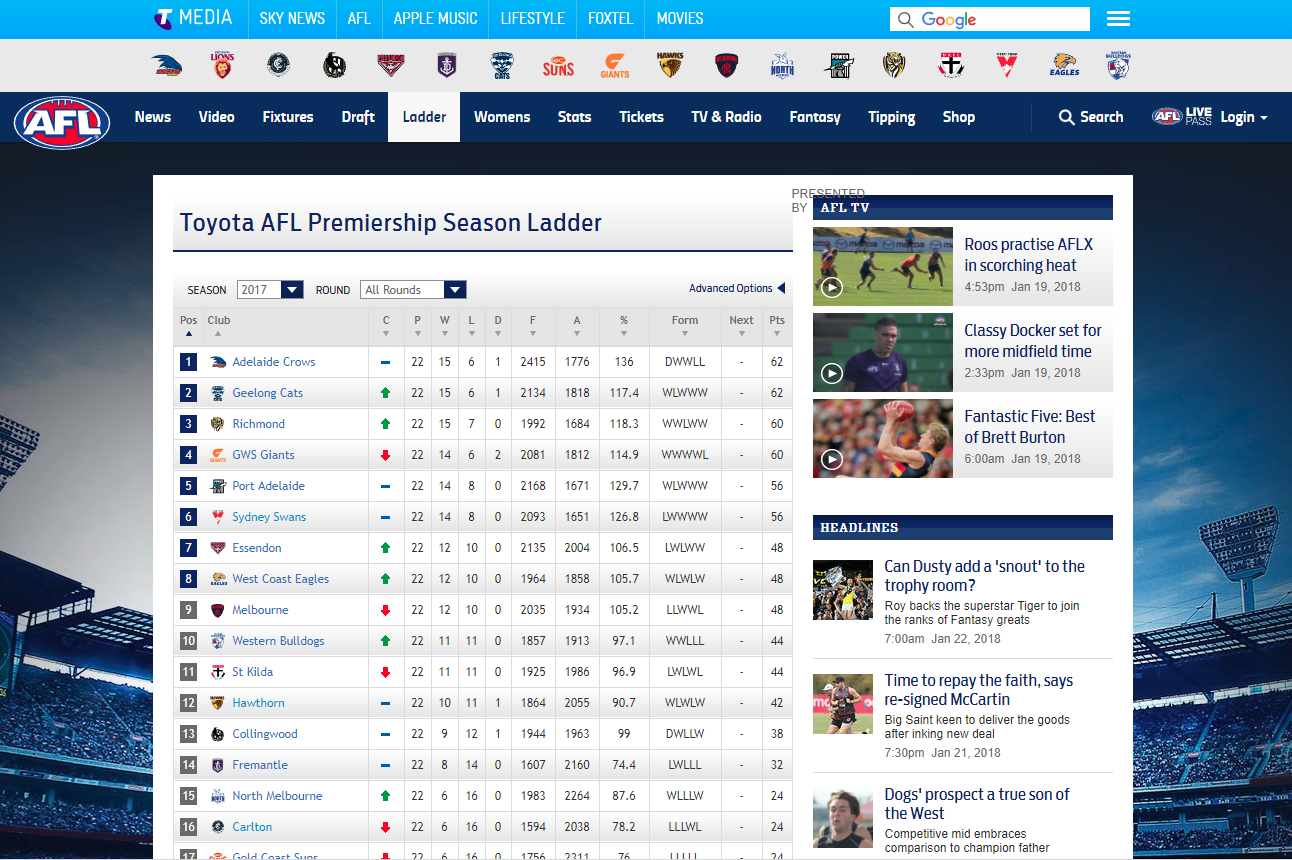 T MEDIA SKY NEWS AFL APPLE MUSIC LIFESTYLE FOXTEL MOVIES Google
AFL News Video Fixtures Draft Ladder Womens Stats Tickets TV & Radio Fantasy Tipping Shop Search AFL LIVE PASS Login
Toyota AFL Premiership Season Ladder
SEASON 2017 ROUND All Rounds Advanced Options
Pos Club C P W L D F A % Form Next Pts
1 Adelaide Crows 22 15 6 1 2415 1776 136 DWWLL - 62
2 Geelong Cats 22 15 6 1 2134 1818 117.4 WLWWW - 62
3 Richmond 22 15 7 0 1992 1684 118.3 WWLWW - 60
4 GWS Giants 22 14 6 2 2081 1812 114.9 WWWWL - 60
5 Port Adelaide 22 14 8 0 2168 1671 129.7 WLWWW - 56
6 Sydney Swans 22 14 8 0 2093 1651 126.8 LWWWW - 56
7 Essendon 22 12 10 0 2135 2004 106.5 LWLWW - 48
8 West Coast Eagles 22 12 10 0 1964 1858 105.7 WLWLW - 48
9 Melbourne 22 12 10 0 2035 1934 105.2 LLWWL - 48
10 Western Bulldogs 22 11 11 0 1857 1913 97.1 WWLLL - 44
11 St Kilda 22 11 11 0 1925 1986 96.9 LWLWL - 44
12 Hawthorn 22 10 11 1 1864 2055 90.7 WLWLW - 42
13 Collingwood 22 9 12 1 1944 1963 99 DWLLW - 38
14 Fremantle 22 8 14 0 1607 2160 74.4 LWLLL - 32
15 North Melbourne 22 6 16 0 1983 2264 87.6 WLLLW - 24
16 Carlton 22 6 16 0 1594 2038 78.2 LLLWL - 24
17 Gold Coast Suns 22 6 16 0 1756 2311 76 LLLLL - 24
PRESENTED
BY
AFL TV
Roos practise AFLX
in scorching heat
4:53pm Jan 19, 2018
Classy Docker set for
more midfield time
2:33pm Jan 19, 2018
Fantastic Five: Best
of Brett Burton
6:00am Jan 19, 2018
HEADLINES
Can Dusty add a 'snout' to the
trophy room?
Roy backs the superstar Tiger to join
the ranks of Fantasy greats
7:00am Jan 22, 2018
Time to repay the faith, says
re-signed McCartin
Big Saint keen to deliver the goods
after inking new deal
7:30pm Jan 21, 2018
Dogs' prospect a true son of
the West
Competitive mid embraces
comparison to champion father